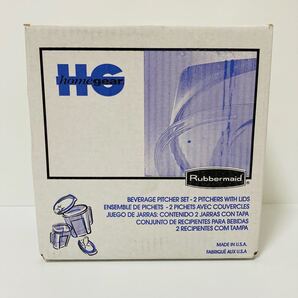 HG
homegear
Rubbermaid
BEVERAGE PITCHER SET - 2 PITCHERS WITH LIDS
ENSEMBLE DE PICHETS - 2 PICHETS AVEC COUVERCLES
JUEGO DE JARRAS: CONTENIDO 2 JARRAS CON TAPA
CONJUNTO DE RECIPIENTES PARA BEBIDAS
2 RECIPIENTES COM TAMPA
MADE IN U.S.A.
FABRIQUÉ AUX U.S.A